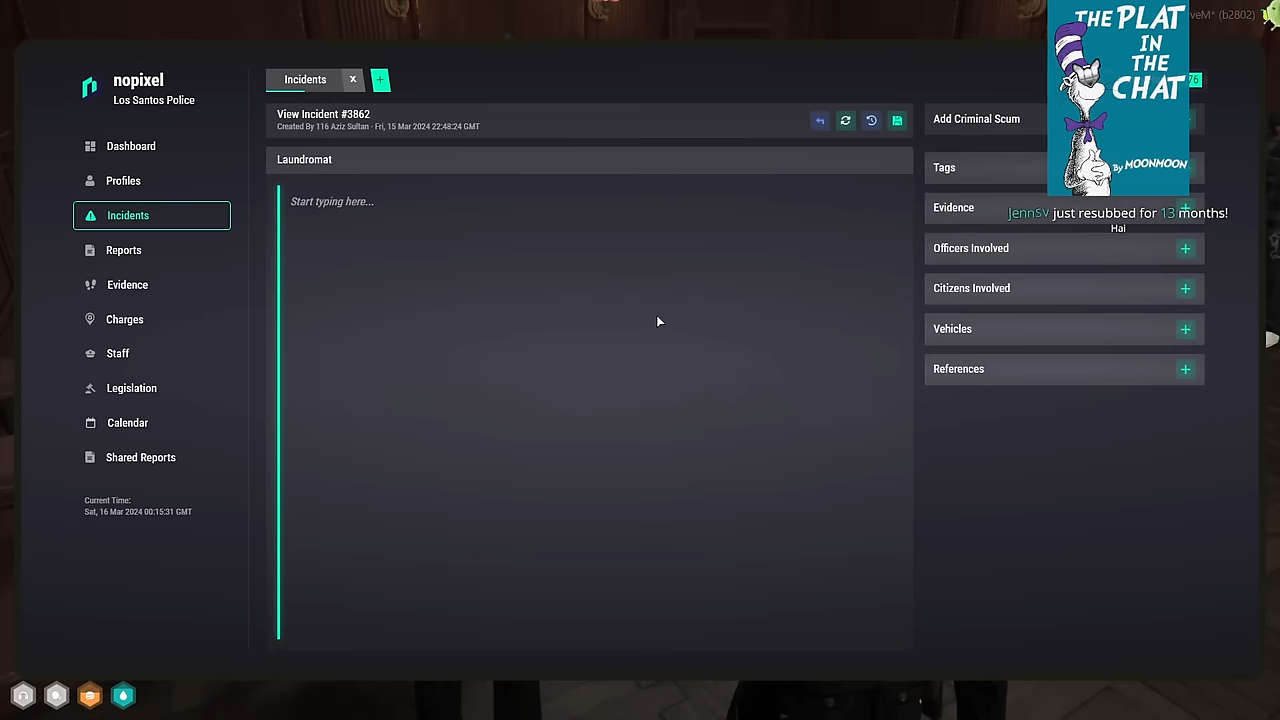 nopixel
Los Santos Police
Dashboard
Profiles
Incidents
Reports
Evidence
Charges
Staff
Legislation
Calendar
Shared Reports
Current Time:
Sat, 16 Mar 2024 00:15:31 GMT
Incidents x +
View Incident #3862
Created By 116 Aziz Sultan - Fri, 15 Mar 2024 22:48:24 GMT
Laundromat
Start typing here...
Add Criminal Scum
Tags
Evidence
Officers Involved
Citizens Involved
Vehicles
References
veM* (b2802)
76
THE PLAT
IN
THE
CHAT
By MOONMOON
JennSV just resubbed for 13 months!
Hai